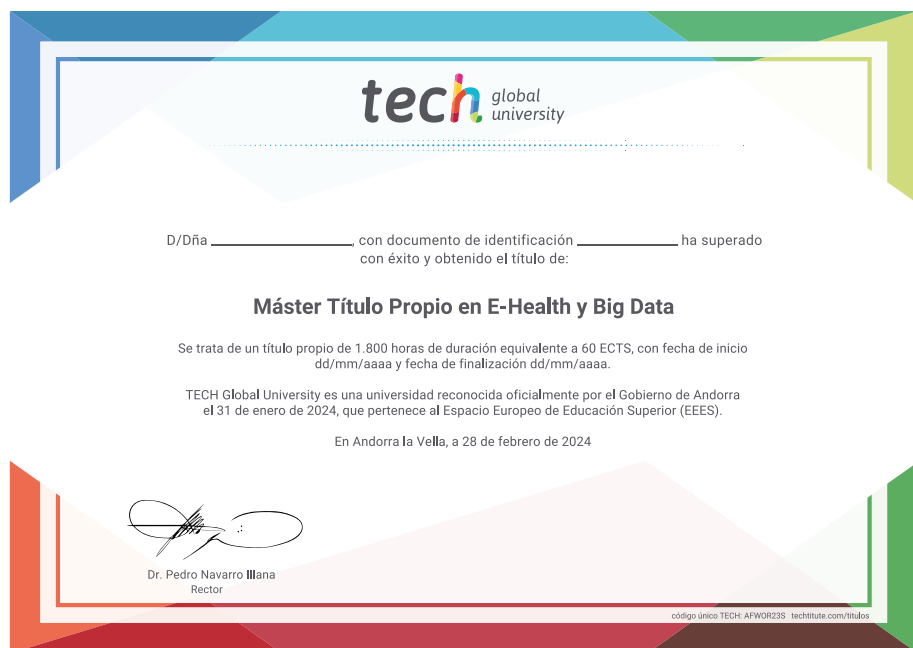 tech global university
D/Dña ____________________, con documento de identificación ______________ ha superado
con éxito y obtenido el título de:
Máster Título Propio en E-Health y Big Data
Se trata de un título propio de 1.800 horas de duración equivalente a 60 ECTS, con fecha de inicio
dd/mm/aaaa y fecha de finalización dd/mm/aaaa.
TECH Global University es una universidad reconocida oficialmente por el Gobierno de Andorra
el 31 de enero de 2024, que pertenece al Espacio Europeo de Educación Superior (EEES).
En Andorra la Vella, a 28 de febrero de 2024
Dr. Pedro Navarro Illana
Rector
código único TECH: AFWOR23S techtitute.com/titulos